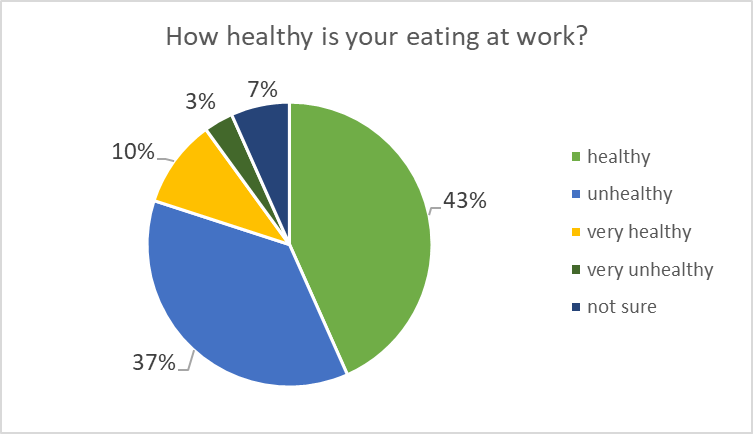 How healthy is your eating at work?
7%
3%
10%
43%
37%
healthy
unhealthy
very healthy
very unhealthy
not sure